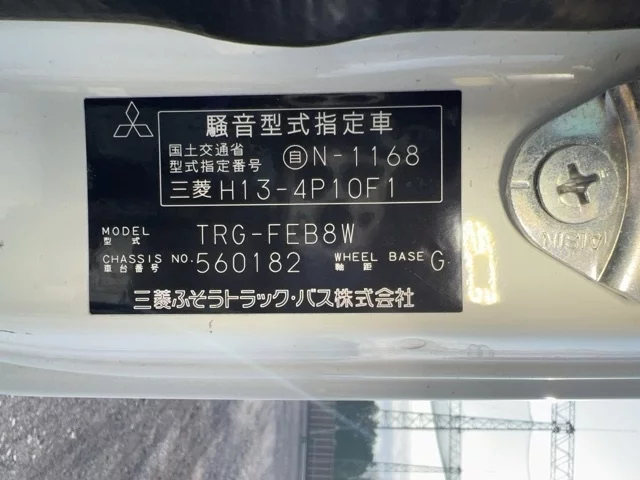 騒音型式指定車
国土交通省
型式指定番号 自N-1168
三菱 H13-4P10F1
MODEL
型式 TRG-FEB8W
CHASSIS NO.
車台番号 560182 WHEEL BASE
軸距 G
三菱ふそうトラック・バス株式会社